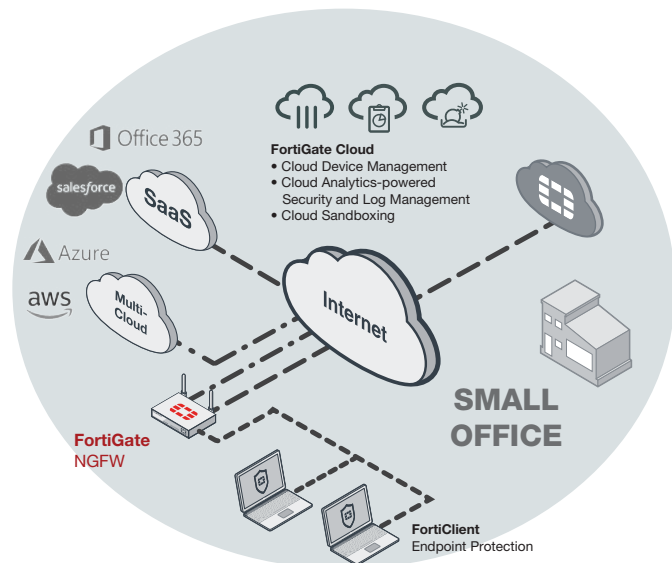 Office 365
salesforce
SaaS
Azure
aws
Multi-
Cloud
FortiGate Cloud
• Cloud Device Management
• Cloud Analytics-powered
Security and Log Management
• Cloud Sandboxing
Internet
SMALL
OFFICE
FortiGate
NGFW
FortiClient
Endpoint Protection